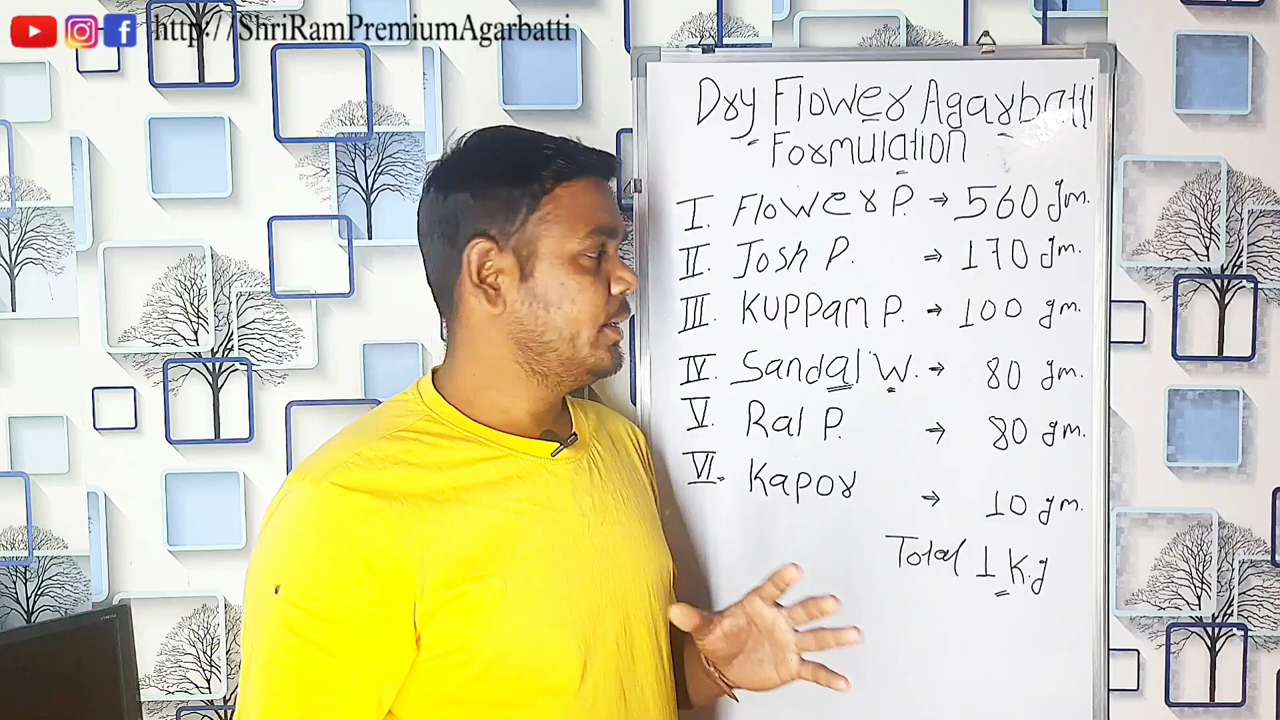 http://ShriRamPremiumAgarbatti
Dry Flower Agarbatti
Formulation
I. Flower P. → 560 gm.
II. Josh P. ⇒ 170 gm.
III. KUPPAM P. → 100 gm.
IV. Sandal W. → 80 gm.
V. Ral P. → 80 gm.
VI. Kapor ⇒ 10 gm.
Total 1 K.g